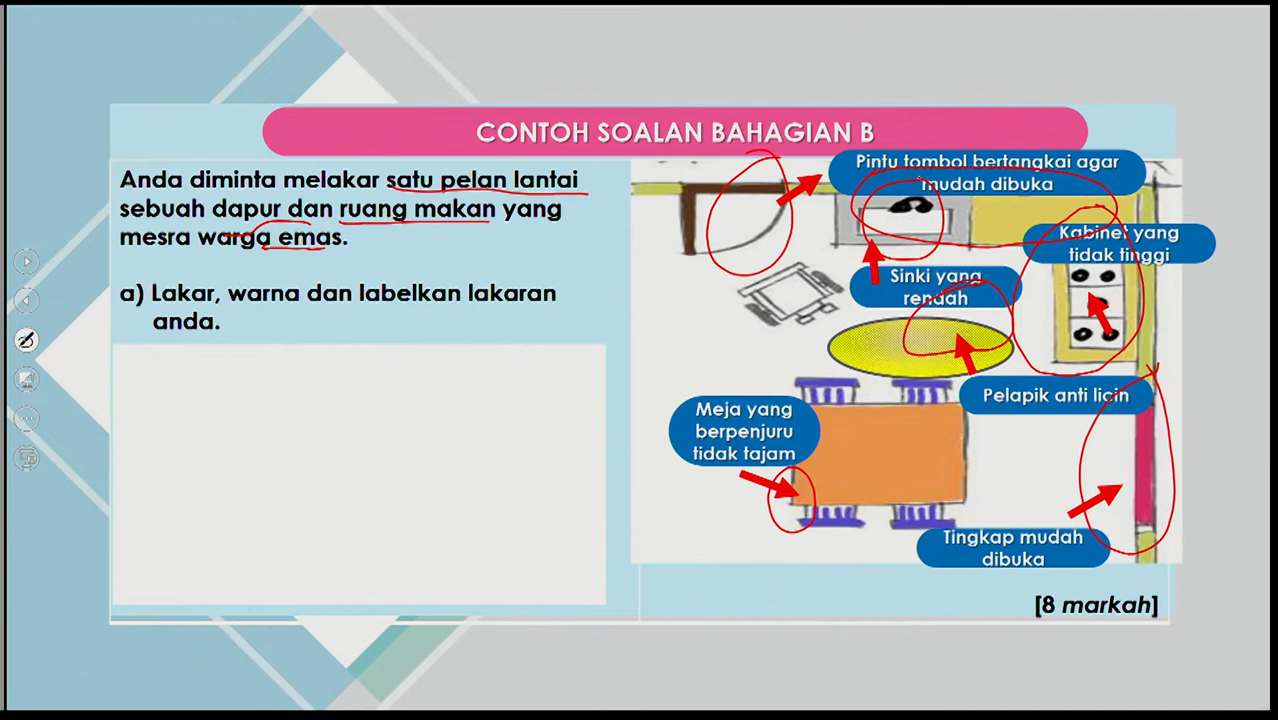 CONTOH SOALAN BAHAGIAN B
Anda diminta melakar satu pelan lantai
sebuah dapur dan ruang makan yang
mesra warga emas.
a) Lakar, warna dan labelkan lakaran
anda.
Pintu tombol bertangkai agar
mudah dibuka
Kabinet yang
tidak tinggi
Sinki yang
rendah
Pelapik anti licin
Meja yang
berpenjuru
tidak tajam
Tingkap mudah
dibuka
[8 markah]